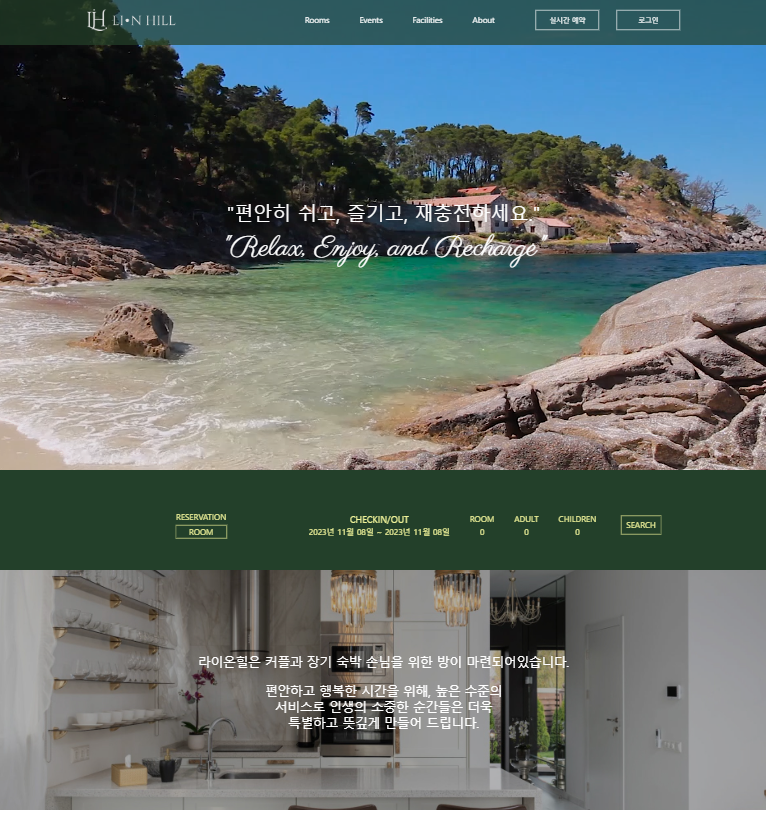 LH LION HILL
Rooms Events Facilities About 실시간 예약 로그인
"편안히 쉬고, 즐기고, 재충전하세요."
"Relax, Enjoy, and Recharge"
RESERVATION
ROOM
CHECKIN/OUT ROOM ADULT CHILDREN
2023년 11월 08일 ~ 2023년 11월 08일 0 0 0
SEARCH
라이온힐은 커플과 장기 숙박 손님을 위한 방이 마련되어있습니다.
편안하고 행복한 시간을 위해, 높은 수준의
서비스로 인생의 소중한 순간들은 더욱
특별하고 뜻깊게 만들어 드립니다.